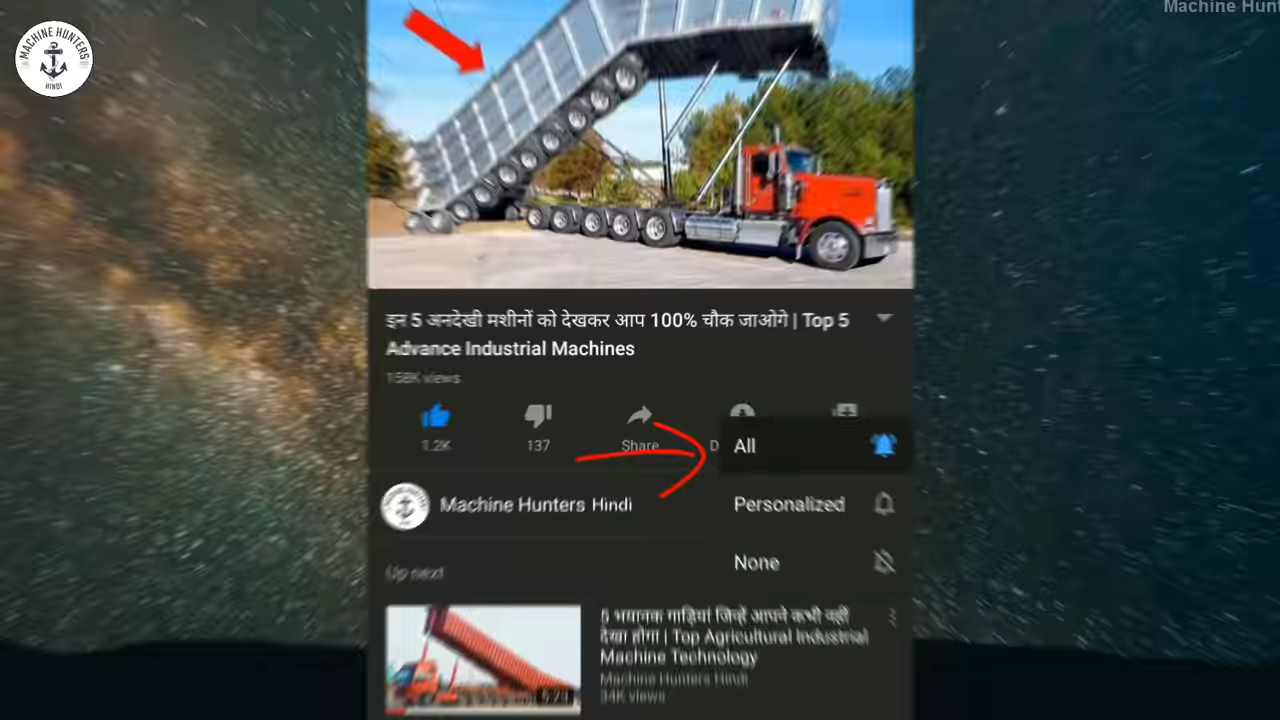 MACHINE HUNTERS
HINDI
Machine Hunt
इन 5 अनदेखी मशीनों को देखकर आप 100% चौक जाओगे | Top 5
Advance Industrial Machines
158K views
1.2K
137
Share
D
All
Personalized
None
Machine Hunters Hindi
Up next
5 भयानक गाड़ियां जिन्हें आपने कभी नहीं
देखा होगा | Top Agricultural Industrial
Machine Technology
Machine Hunters Hindi
94K views